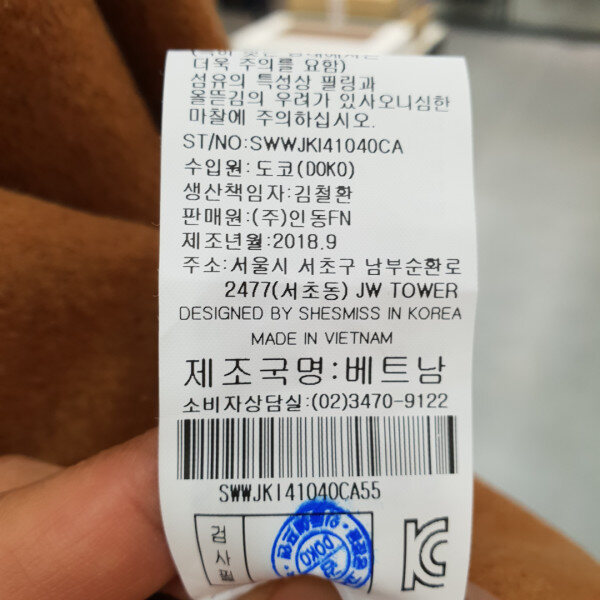 더욱 주의를 요함)
섬유의 특성상 필링과
올뜯김의 우려가 있사오니심한
마찰에 주의하십시오.
ST/NO:SWWJKI41040CA
수입원:도코(DOKO)
생산책임자:김철환
판매원:(주)인동FN
제조년월:2018.9
주소:서울시 서초구 남부순환로
2477(서초동) JW TOWER
DESIGNED BY SHESMISS IN KOREA
MADE IN VIETNAM
제조국명:베트남
소비자상담실:(02)3470-9122
SWWJKI41040CA55
검사필
DOKO